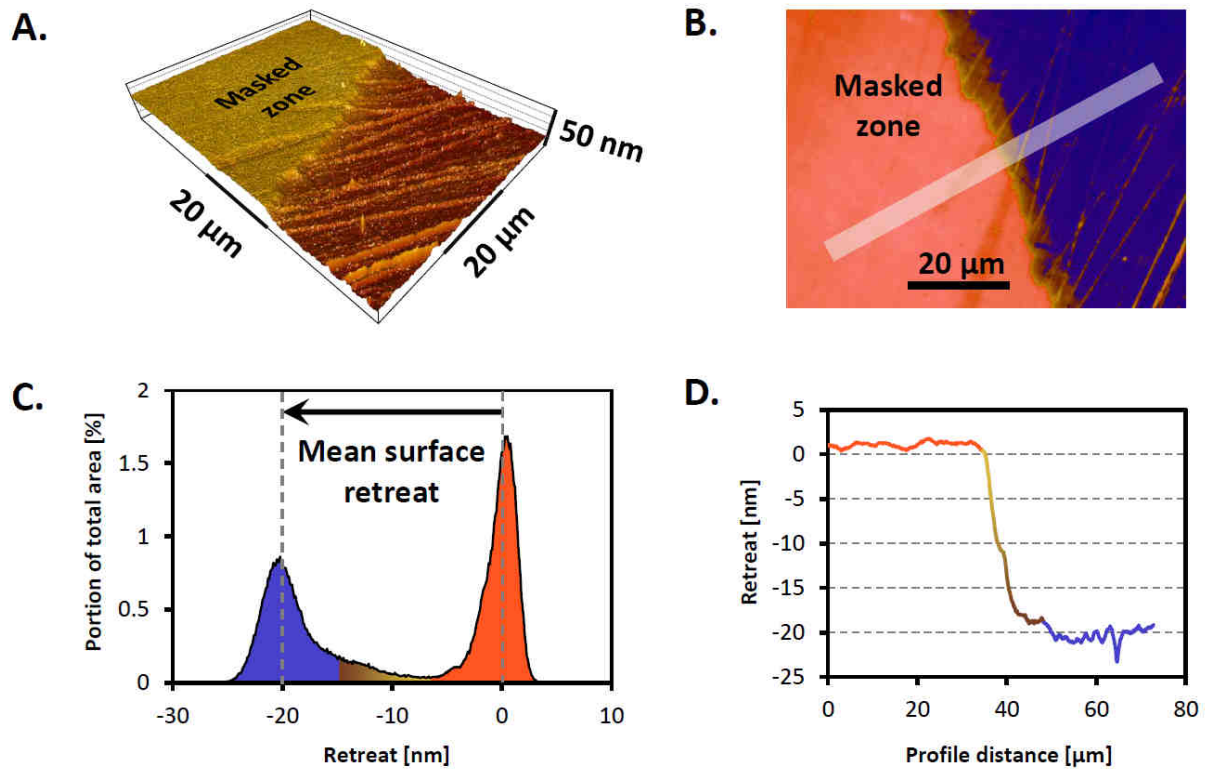 A.
Masked
zone
50 nm
20 µm
20 µm
B.
Masked
zone
20 µm
C.
Portion of total area [%]
2
1.5
1
0.5
0
Mean surface
retreat
-30
-20
-10
0
10
Retreat [nm]
D.
Retreat [nm]
5
0
-5
-10
-15
-20
-25
0
20
40
60
80
Profile distance [µm]